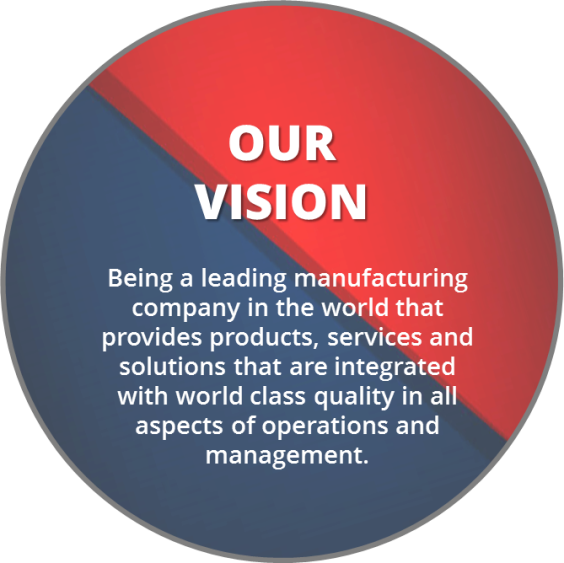 OUR
VISION
Being a leading manufacturing
company in the world that
provides products, services and
solutions that are integrated
with world class quality in all
aspects of operations and
management.